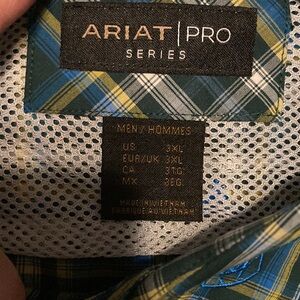 ARIAT | PRO
SERIES
MEN / HOMMES
US 3XL
EUR/UK 3XL
CA 3TG
MX 3EG
MADE IN VIETNAM
FABRIQUÉ AU VIETNAM